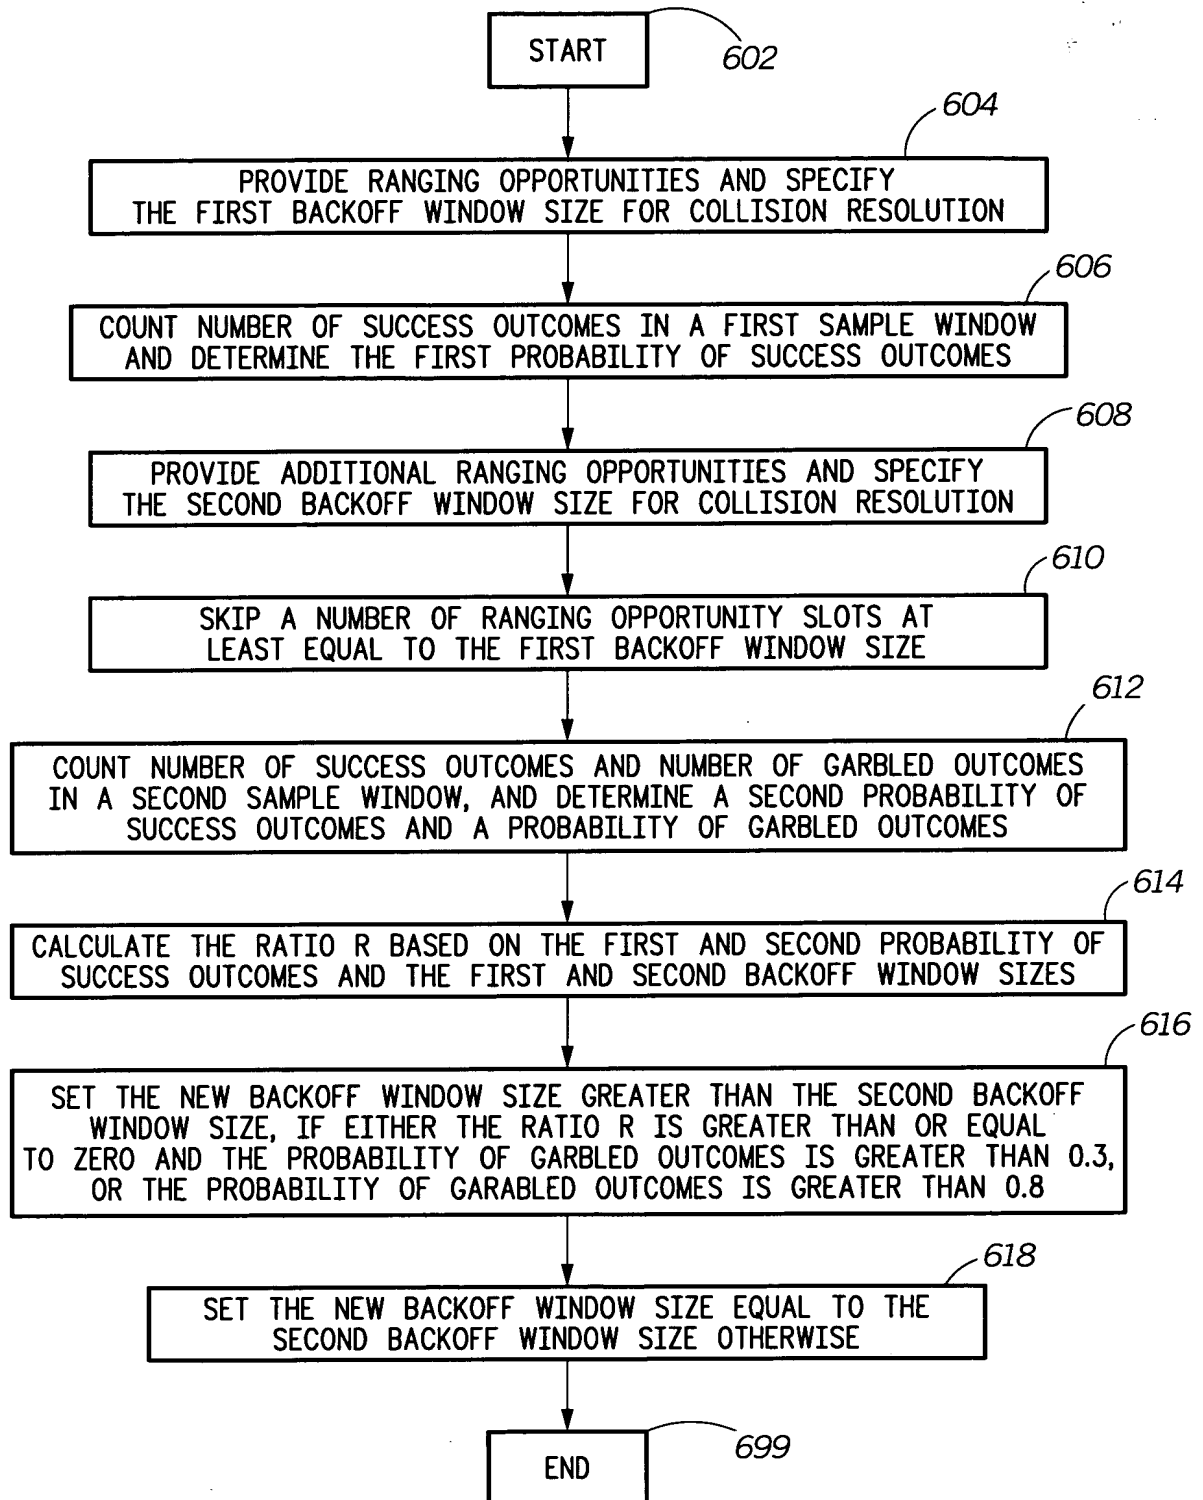 START
602
604
PROVIDE RANGING OPPORTUNITIES AND SPECIFY
THE FIRST BACKOFF WINDOW SIZE FOR COLLISION RESOLUTION
606
COUNT NUMBER OF SUCCESS OUTCOMES IN A FIRST SAMPLE WINDOW
AND DETERMINE THE FIRST PROBABILITY OF SUCCESS OUTCOMES
608
PROVIDE ADDITIONAL RANGING OPPORTUNITIES AND SPECIFY
THE SECOND BACKOFF WINDOW SIZE FOR COLLISION RESOLUTION
610
SKIP A NUMBER OF RANGING OPPORTUNITY SLOTS AT
LEAST EQUAL TO THE FIRST BACKOFF WINDOW SIZE
612
COUNT NUMBER OF SUCCESS OUTCOMES AND NUMBER OF GARBLED OUTCOMES
IN A SECOND SAMPLE WINDOW, AND DETERMINE A SECOND PROBABILITY OF
SUCCESS OUTCOMES AND A PROBABILITY OF GARBLED OUTCOMES
614
CALCULATE THE RATIO R BASED ON THE FIRST AND SECOND PROBABILITY OF
SUCCESS OUTCOMES AND THE FIRST AND SECOND BACKOFF WINDOW SIZES
616
SET THE NEW BACKOFF WINDOW SIZE GREATER THAN THE SECOND BACKOFF
WINDOW SIZE, IF EITHER THE RATIO R IS GREATER THAN OR EQUAL
TO ZERO AND THE PROBABILITY OF GARBLED OUTCOMES IS GREATER THAN 0.3,
OR THE PROBABILITY OF GARABLED OUTCOMES IS GREATER THAN 0.8
618
SET THE NEW BACKOFF WINDOW SIZE EQUAL TO THE
SECOND BACKOFF WINDOW SIZE OTHERWISE
699
END